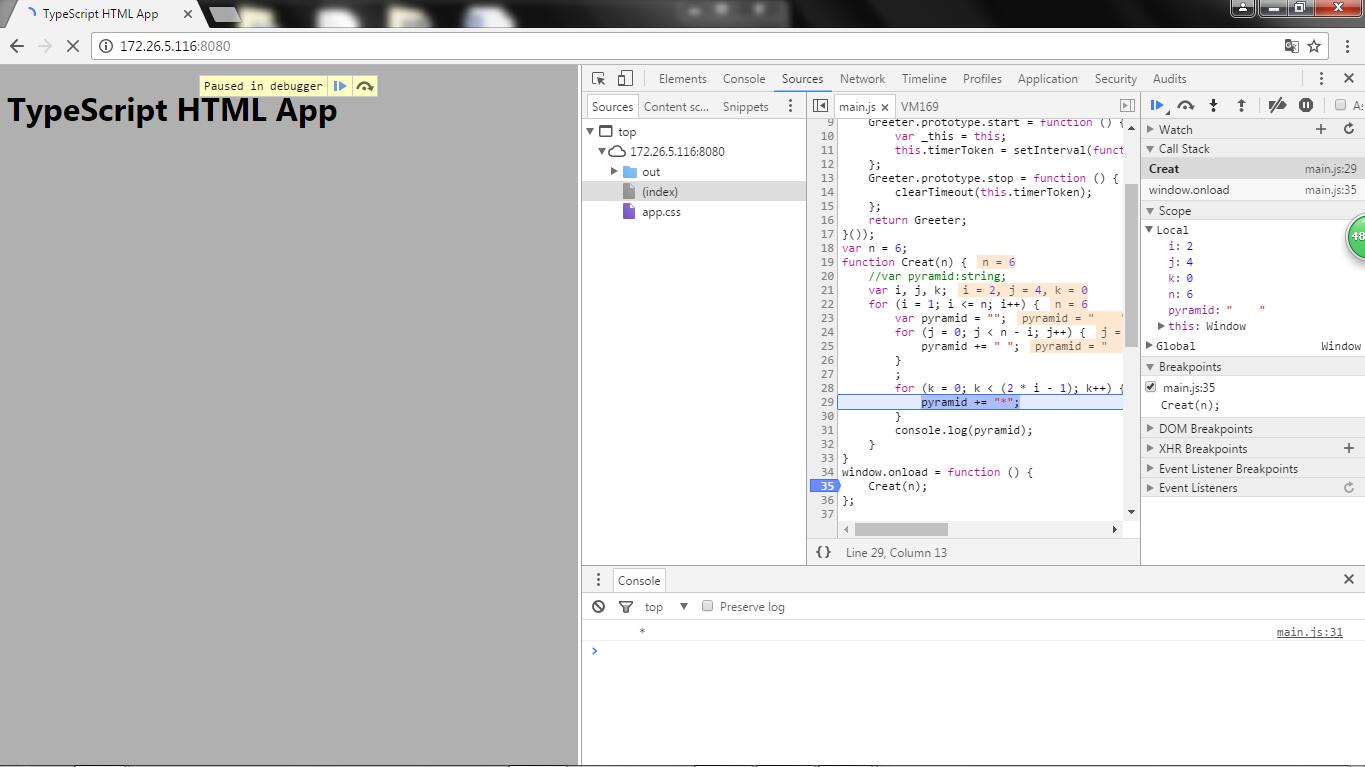 TypeScript HTML App
172.26.5.116:8080
Paused in debugger
TypeScript HTML App
Elements Console Sources Network Timeline Profiles Application Security Audits
Sources Content sc... Snippets
top
172.26.5.116:8080
out
(index)
app.css
main.js VM169
9 Greeter.prototype.start = function () {
10 var _this = this;
11 this.timerToken = setInterval(funct
12 };
13 Greeter.prototype.stop = function () {
14 clearTimeout(this.timerToken);
15 };
16 return Greeter;
17 }());
18 var n = 6;
19 function Creat(n) { n = 6
20 //var pyramid:string;
21 var i, j, k; i = 2, j = 4, k = 0
22 for (i = 1; i <= n; i++) { n = 6
23 var pyramid = ""; pyramid = "    "
24 for (j = 0; j < n - i; j++) { j =
25 pyramid += " "; pyramid = "
26 }
27 ;
28 for (k = 0; k < (2 * i - 1); k++) {
29 pyramid += "*";
30 }
31 console.log(pyramid);
32 }
33 }
34 window.onload = function () {
35 Creat(n);
36 };
37
{} Line 29, Column 13
As
Watch
Call Stack
Creat main.js:29
window.onload main.js:35
Scope
Local
i: 2
j: 4
k: 0
n: 6
pyramid: "    "
this: Window
Global Window
Breakpoints
main.js:35
Creat(n);
DOM Breakpoints
XHR Breakpoints
Event Listener Breakpoints
Event Listeners
48
Console
top Preserve log
* main.js:31